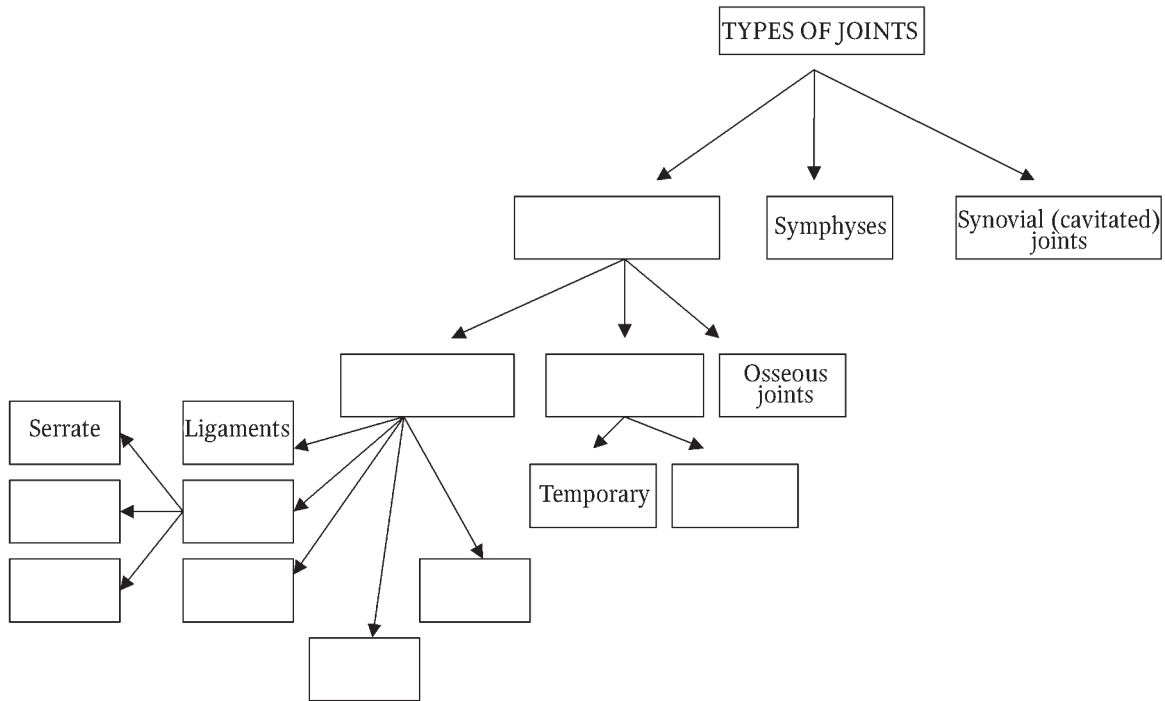 TYPES OF JOINTS
Symphyses
Synovial (cavitated)
joints
Osseous
joints
Serrate
Ligaments
Temporary